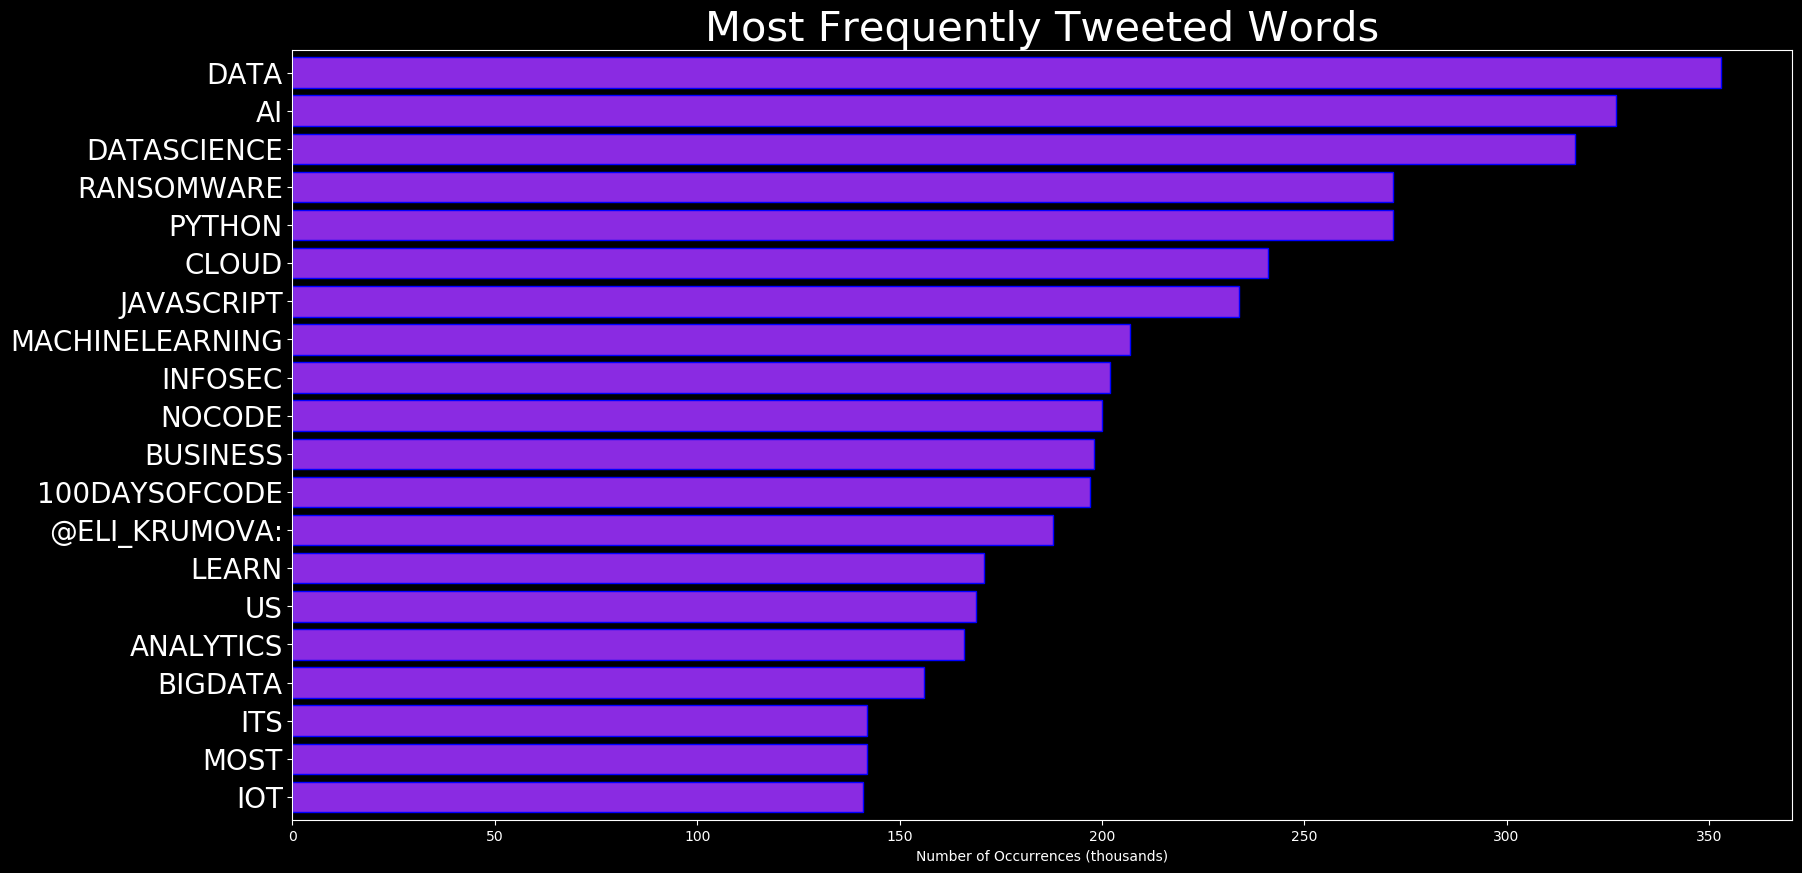 Most Frequently Tweeted Words
DATA
AI
DATASCIENCE
RANSOMWARE
PYTHON
CLOUD
JAVASCRIPT
MACHINELEARNING
INFOSEC
NOCODE
BUSINESS
100DAYSOFCODE
@ELI_KRUMOVA:
LEARN
US
ANALYTICS
BIGDATA
ITS
MOST
IOT
0 50 100 150 200 250 300 350
Number of Occurrences (thousands)